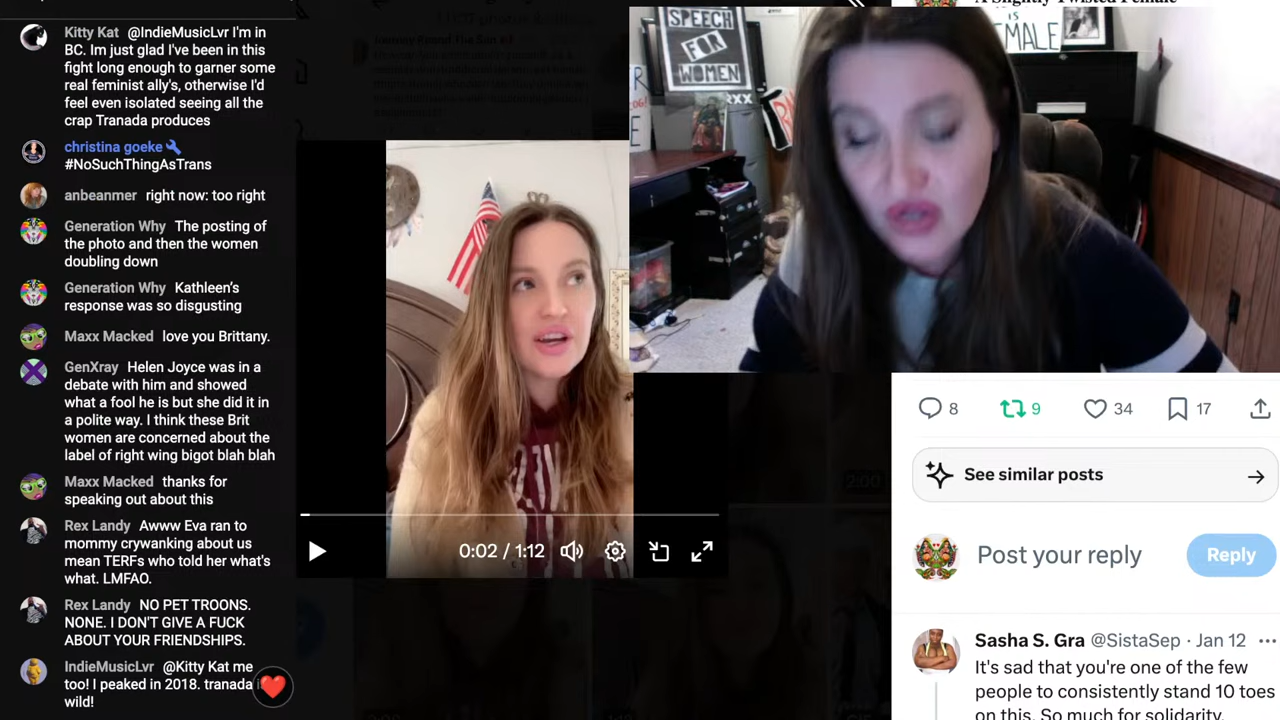 Kitty Kat @IndieMusicLvr I'm in
BC. Im just glad I've been in this
fight long enough to garner some
real feminist ally's, otherwise I'd
feel even isolated seeing all the
crap Tranada produces
christina goeke
#NoSuchThingAsTrans
anbeanmer right now: too right
Generation Why The posting of
the photo and then the women
doubling down
Generation Why Kathleen's
response was so disgusting
Maxx Macked love you Brittany.
GenXray Helen Joyce was in a
debate with him and showed
what a fool he is but she did it in
a polite way. I think these Brit
women are concerned about the
label of right wing bigot blah blah
Maxx Macked thanks for
speaking out about this
Rex Landy Awww Eva ran to
mommy crywanking about us
mean TERFs who told her what's
what. LMFAO.
Rex Landy NO PET TROONS.
NONE. I DON'T GIVE A FUCK
ABOUT YOUR FRIENDSHIPS.
IndieMusicLvr @Kitty Kat me
too! I peaked in 2018. tranada
wild!
0:02 / 1:12
SPEECH
FOR
WOMEN
XX
A Slightly Twisted Female
IS
8
9
34
17
See similar posts
Post your reply
Reply
Sasha S. Gra @SistaSep · Jan 12
It's sad that you're one of the few
people to consistently stand 10 toes
on this. So much for solidarity.
2:00